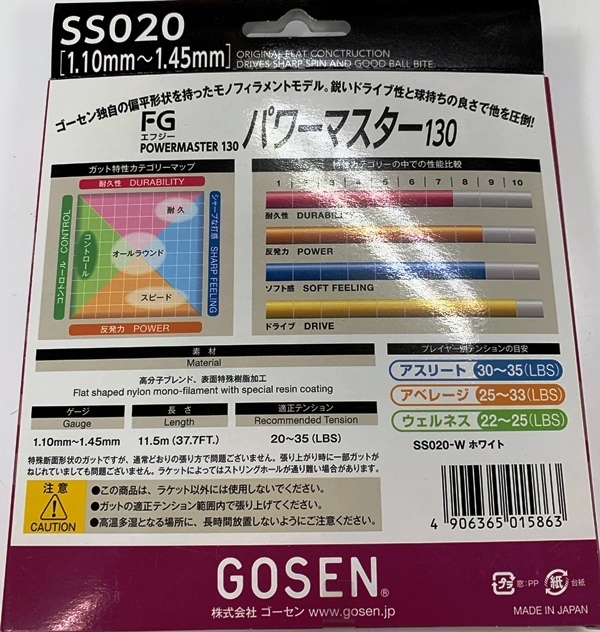 SS020
[1.10mm～1.45mm]
ORIGINAL FLAT CONCTRUCTION
DRIVES SHARP SPIN AND GOOD BALL BITE.
ゴーセン独自の偏平形状を持ったモノフィラメントモデル。鋭いドライブ性と球持ちの良さで他を圧倒!
FG
エフジー
POWERMASTER 130
パワーマスター130
ガット特性カテゴリーマップ
耐久性 DURABILITY
コントロール CONTROL
シャープな打感 SHARP FEELING
耐久
コントロール
オールラウンド
スピード
反発力 POWER
特性カテゴリーの中での性能比較
1 2 3 4 5 6 7 8 9 10
耐久性 DURABILITY
反発力 POWER
ソフト感 SOFT FEELING
ドライブ DRIVE
素材
Material
高分子ブレンド、表面特殊樹脂加工
Flat shaped nylon mono-filament with special resin coating
ゲージ
Gauge
1.10mm～1.45mm
長さ
Length
11.5m (37.7FT.)
適正テンション
Recommended Tension
20～35 (LBS)
プレイヤー別テンションの目安
アスリート 30～35(LBS)
アベレージ 25～33(LBS)
ウェルネス 22～25(LBS)
SS020-W ホワイト
特殊断面形状のガットですが、通常どおりの張り方で問題ございません。張り上がり時に一部ガットが
ねじれていましても問題ございません。ラケットによってはストリングホールが通り難い場合があります。
注意
CAUTION
●この商品は、ラケット以外には使用しないでください。
●ガットの適正テンション範囲内で張り上げてください。
●高温多湿となる場所に、長時間放置しないようにご注意ください。
4 906365 015863
GOSEN®
株式会社 ゴーセン www.gosen.jp
プラ 窓:PP 紙 台紙
MADE IN JAPAN